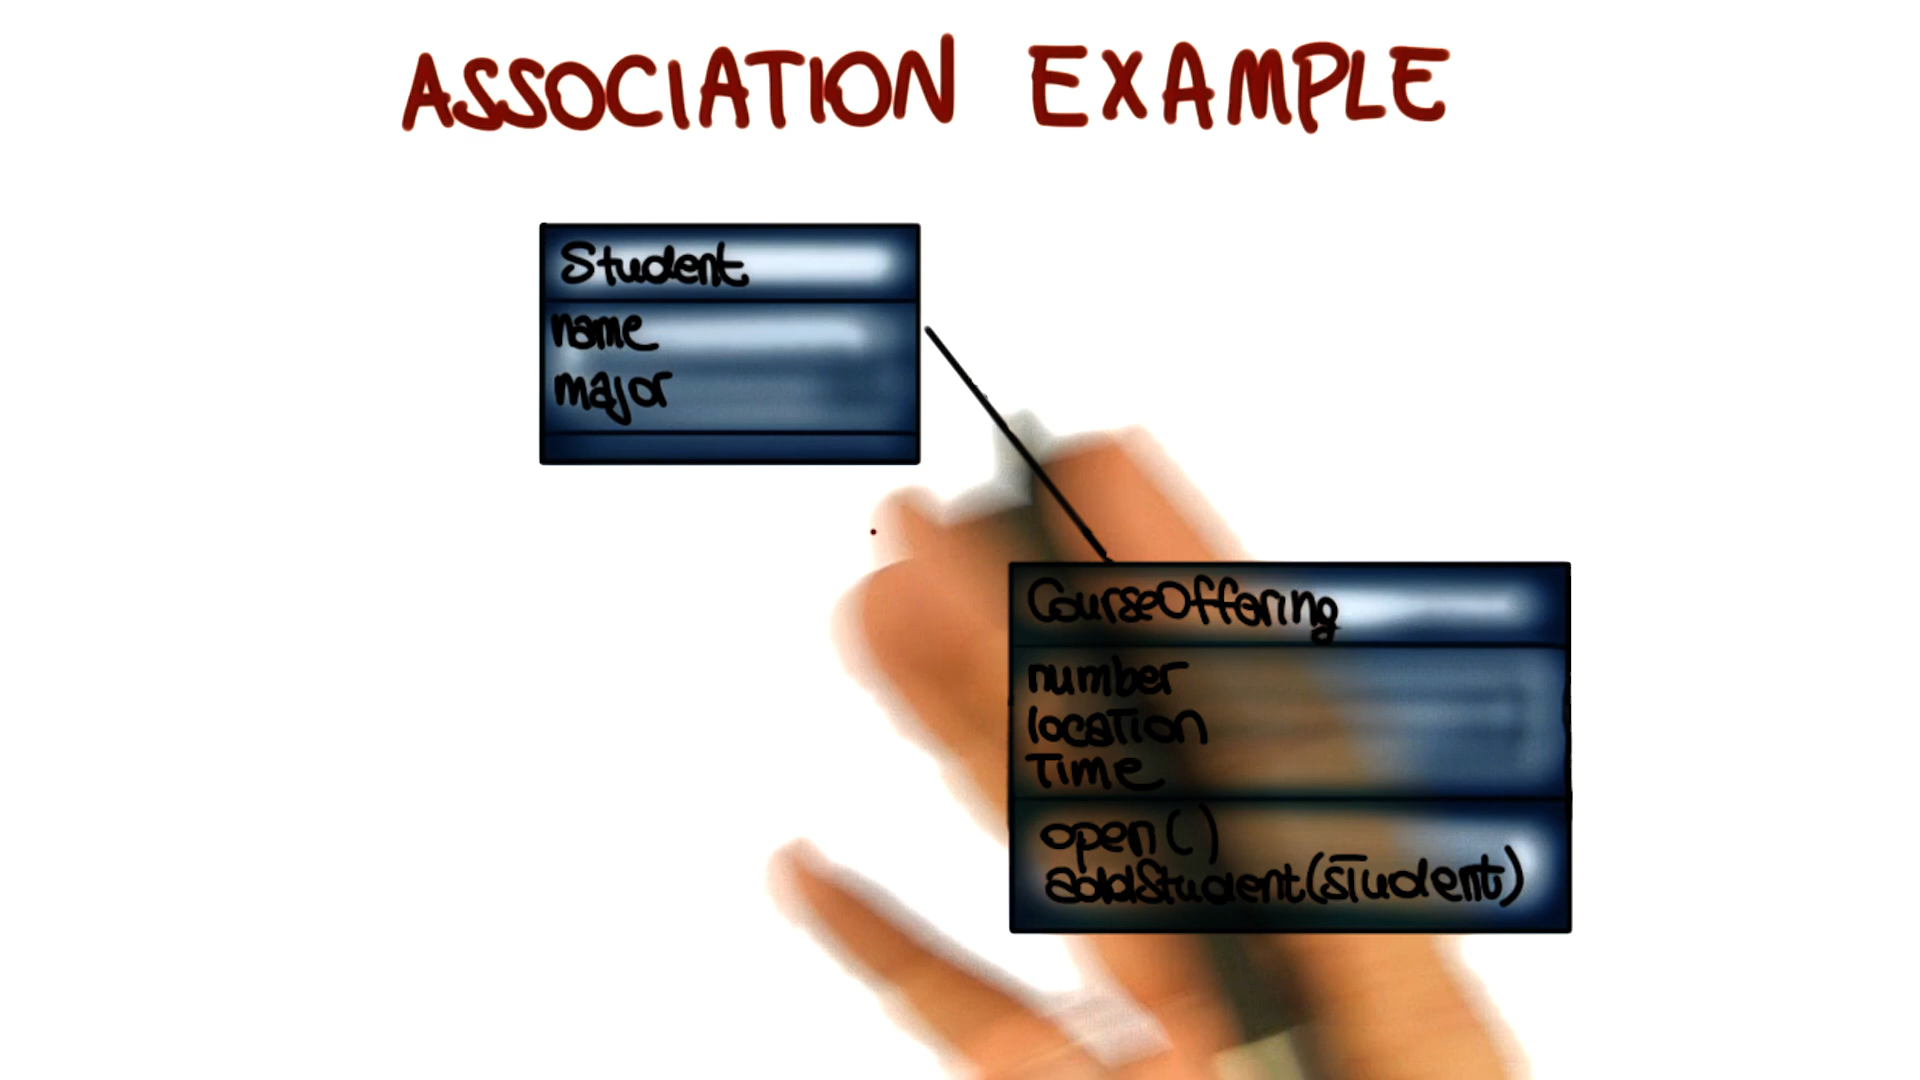 ASSOCIATION EXAMPLE
Student
name
major
CourseOffering
number
location
Time
open()
addStudent(student)